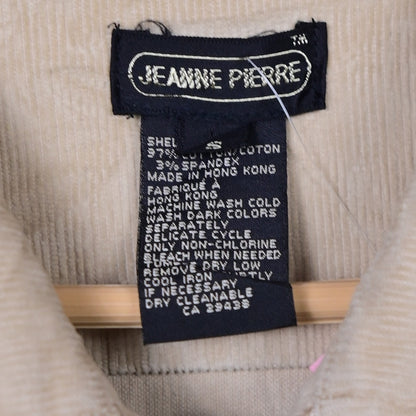 TM
JEANNE PIERRE
97% COTTON/COTON
3% SPANDEX
MADE IN HONG KONG
FABRIQUÉ À
HONG KONG
MACHINE WASH COLD
WASH DARK COLORS
SEPARATELY
DELICATE CYCLE
ONLY NON-CHLORINE
BLEACH WHEN NEEDED
REMOVE DRY LOW
COOL IRON
IF NECESSARY
DRY CLEANABLE
CA 29438